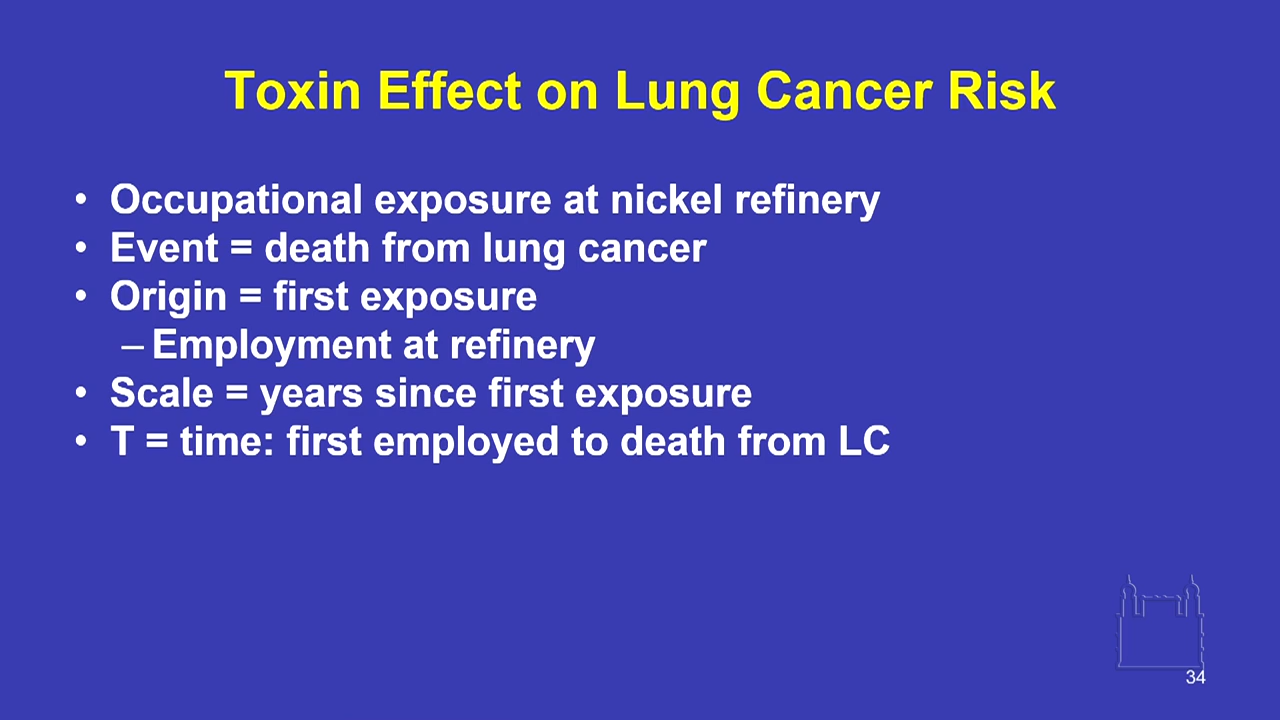 Toxin Effect on Lung Cancer Risk
• Occupational exposure at nickel refinery
• Event = death from lung cancer
• Origin = first exposure
– Employment at refinery
• Scale = years since first exposure
• T = time: first employed to death from LC
34